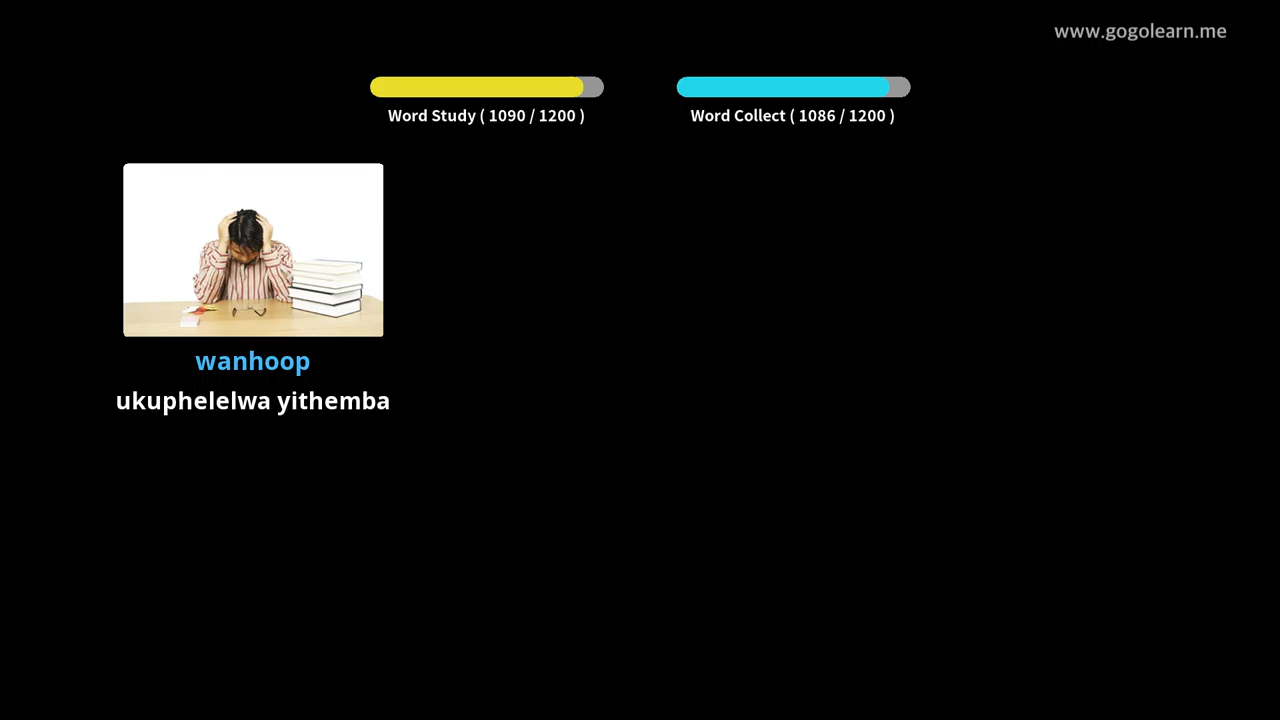 www.gogolearn.me
Word Study ( 1090 / 1200 )
Word Collect ( 1086 / 1200 )
wanhoop
ukuphelelwa yithemba